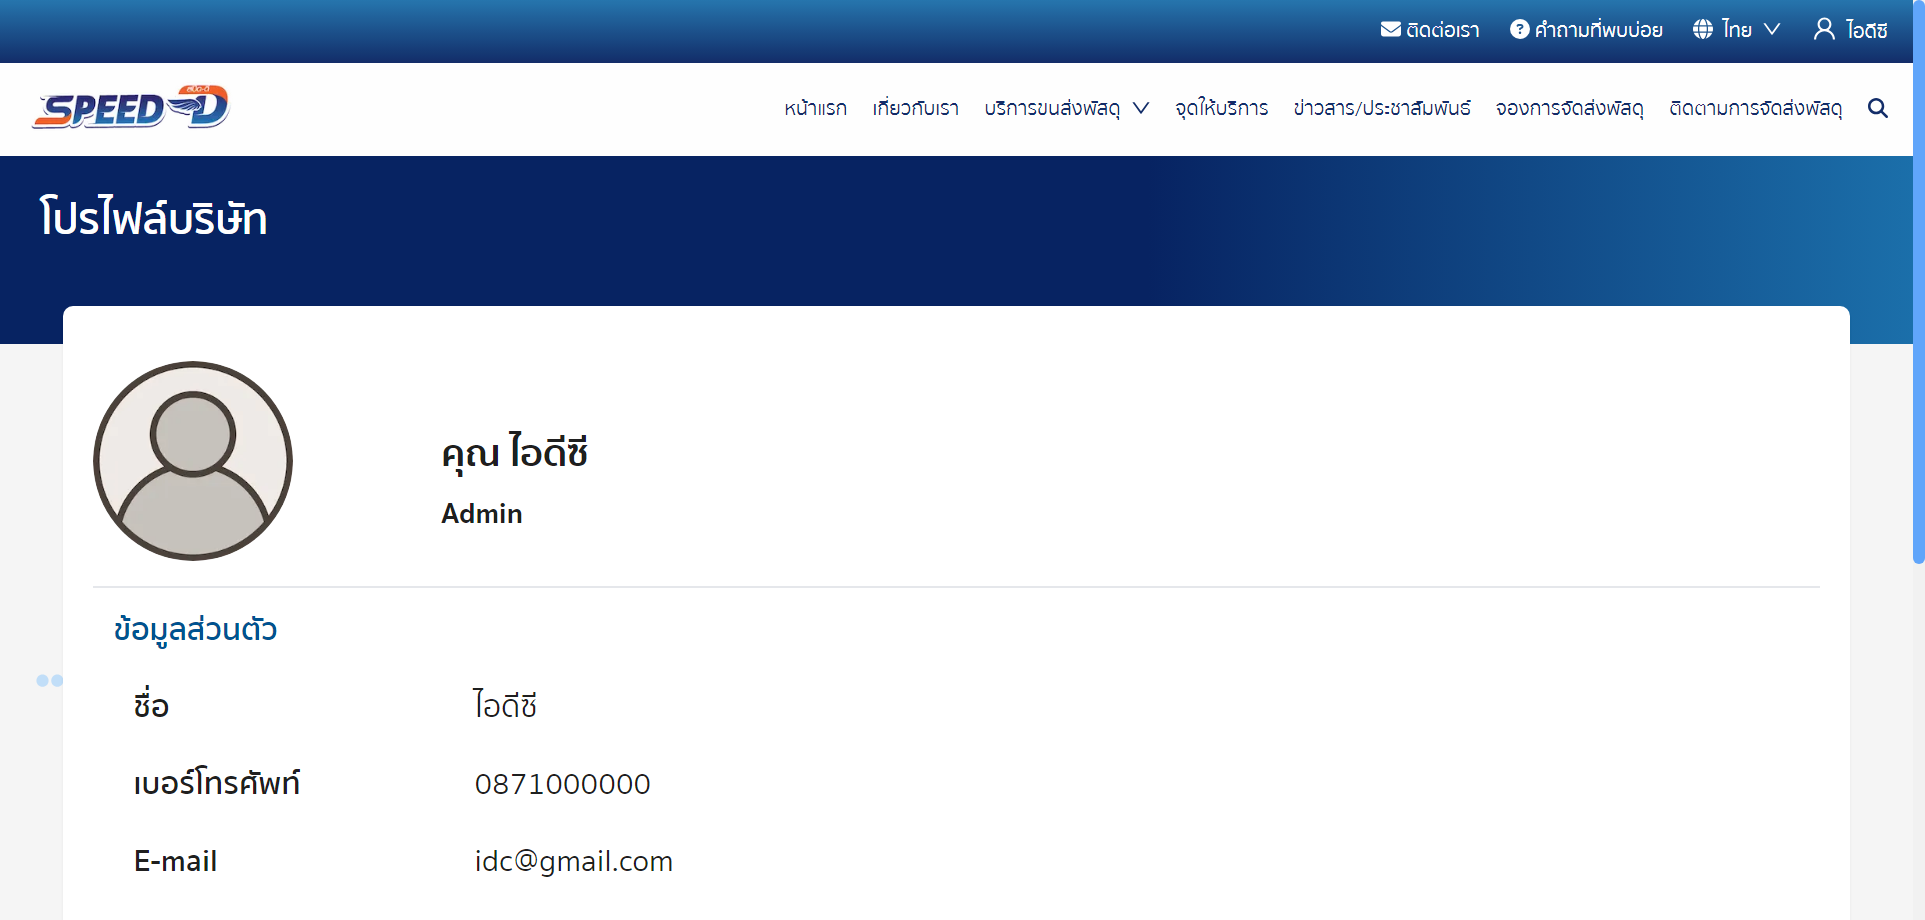 ติดต่อเรา คำถามที่พบบ่อย ไทย ไอดีซี
สปีด-ดี
SPEED-D
หน้าแรก เกี่ยวกับเรา บริการขนส่งพัสดุ จุดให้บริการ ข่าวสาร/ประชาสัมพันธ์ จองการจัดส่งพัสดุ ติดตามการจัดส่งพัสดุ
โปรไฟล์บริษัท
คุณ ไอดีซี
Admin
ข้อมูลส่วนตัว
ชื่อ ไอดีซี
เบอร์โทรศัพท์ 0871000000
E-mail idc@gmail.com